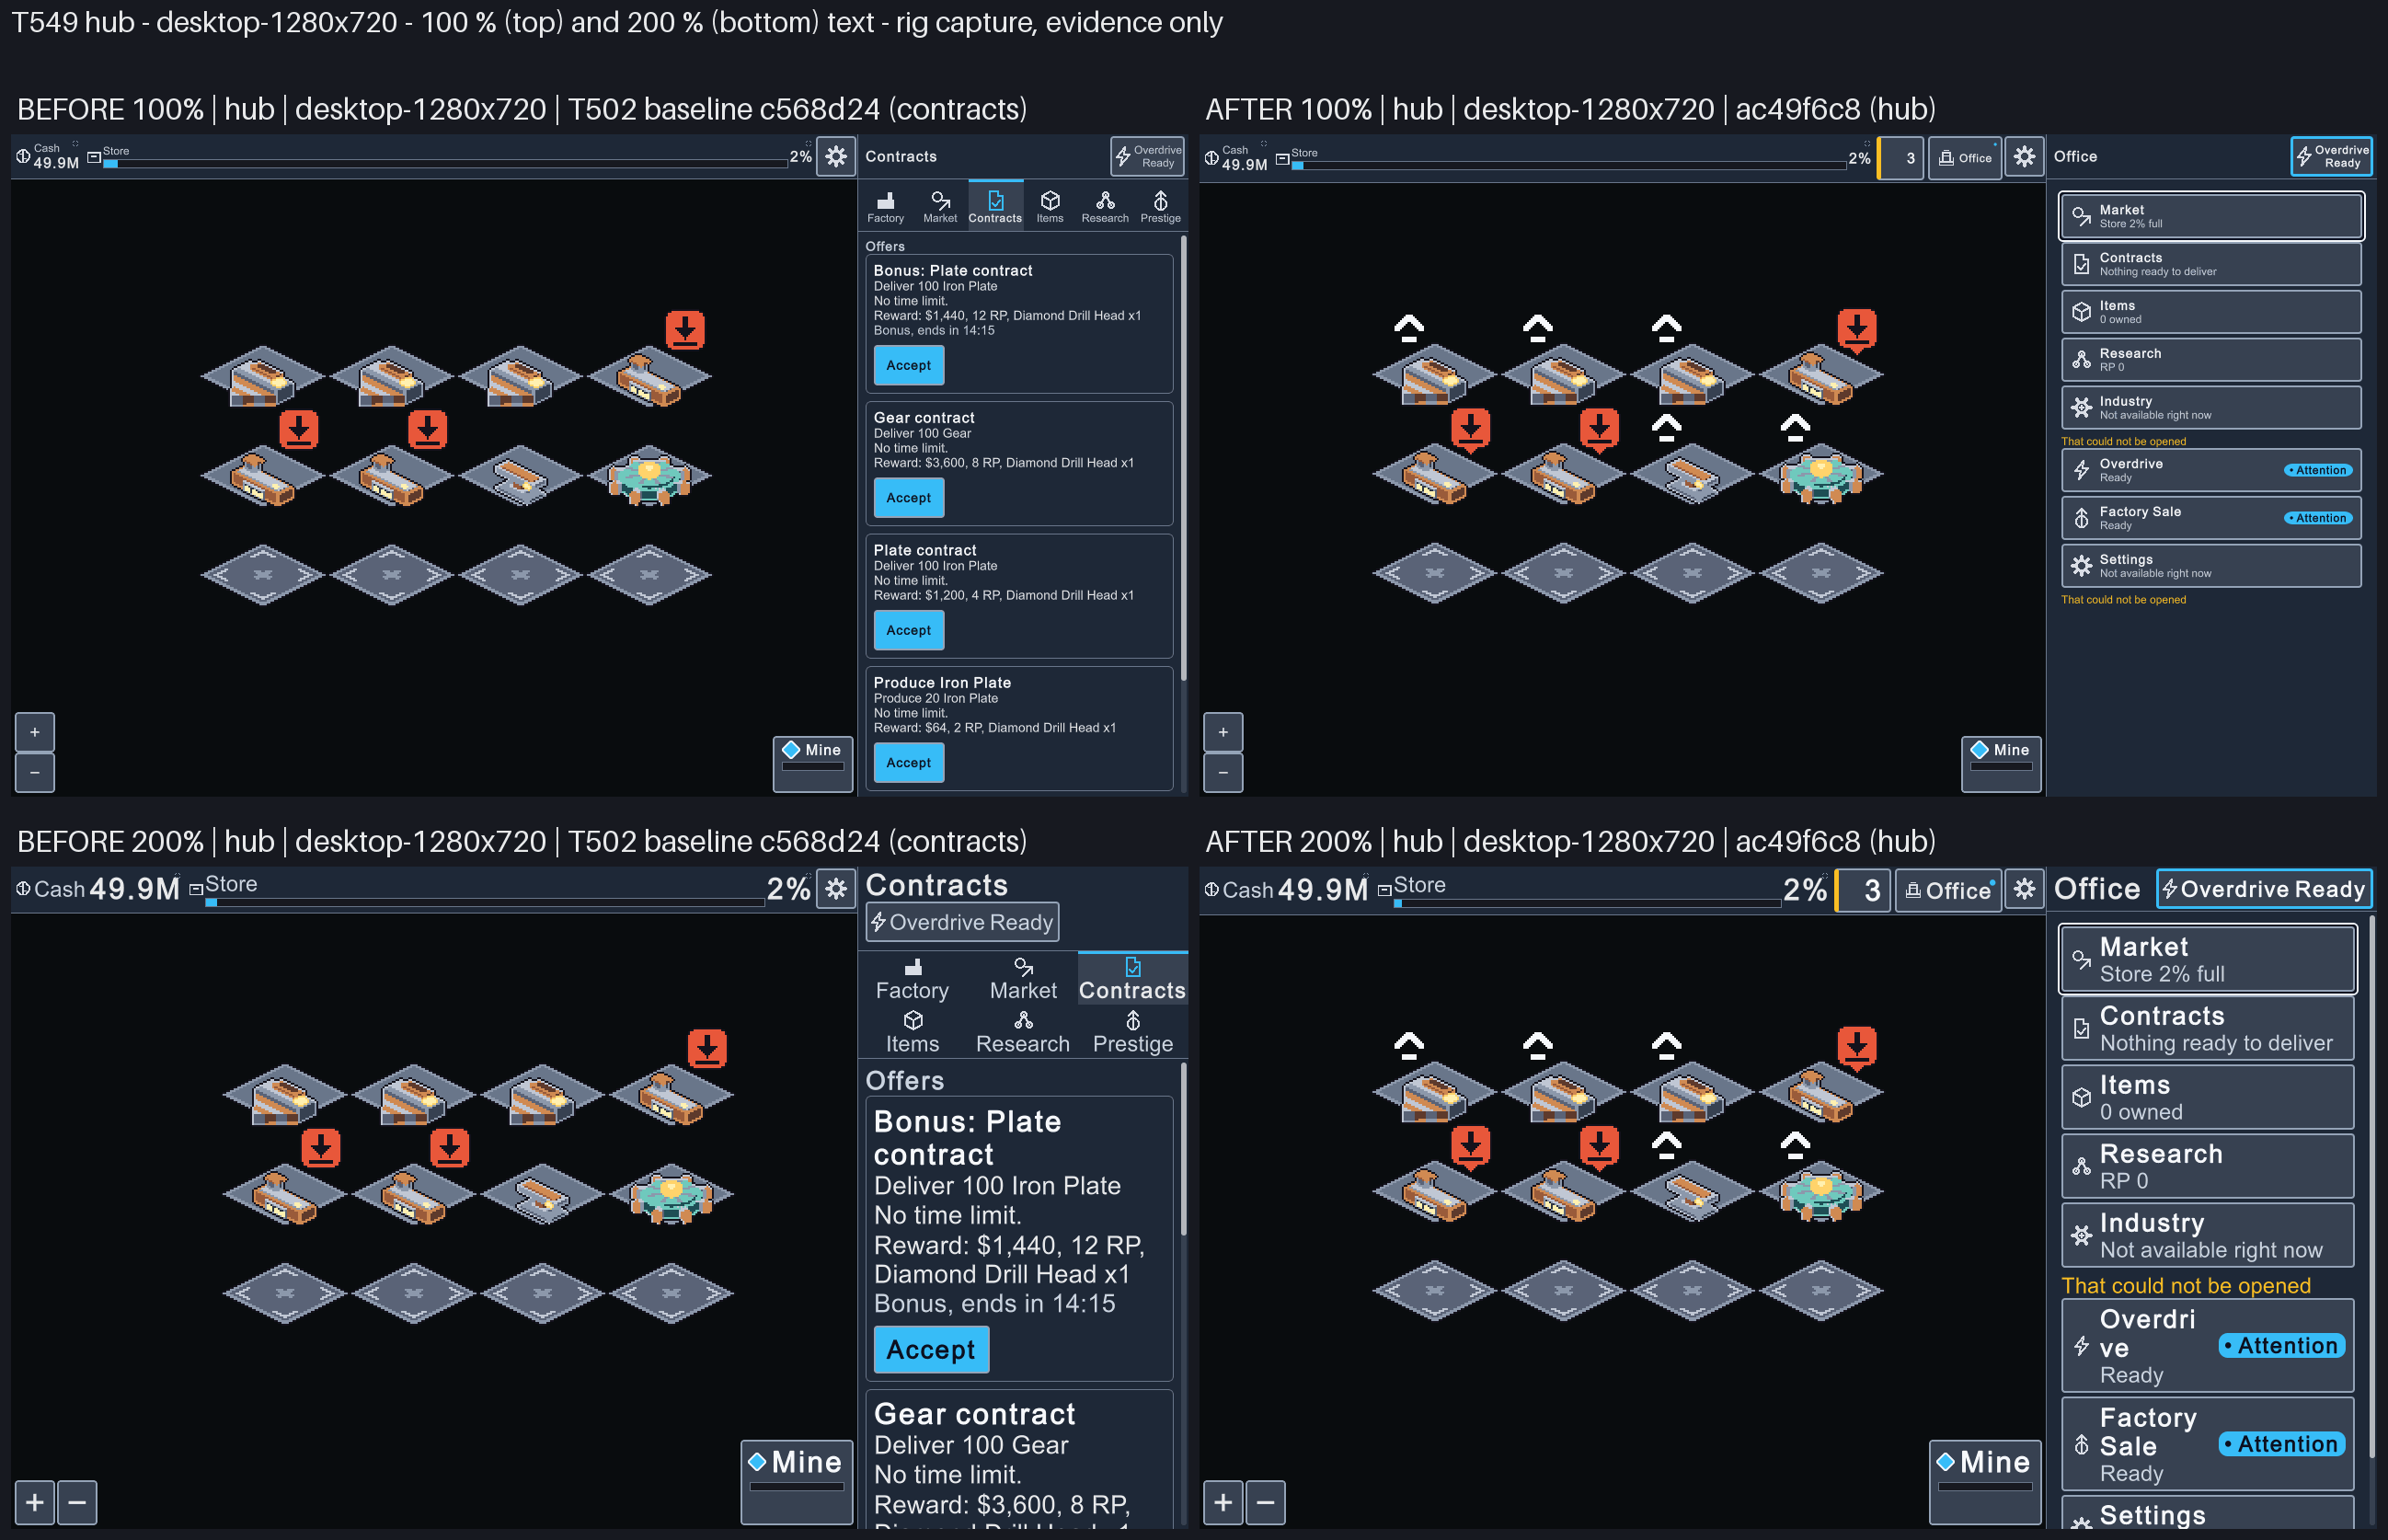 T549 hub - desktop-1280x720 - 100 % (top) and 200 % (bottom) text - rig capture, evidence only
BEFORE 100% | hub | desktop-1280x720 | T502 baseline c568d24 (contracts)
Cash
49.9M
Store
2%
Contracts
Overdrive
Ready
Factory
Market
Contracts
Items
Research
Prestige
Offers
Bonus: Plate contract
Deliver 100 Iron Plate
No time limit.
Reward: $1,440, 12 RP, Diamond Drill Head x1
Bonus, ends in 14:15
Accept
Gear contract
Deliver 100 Gear
No time limit.
Reward: $3,600, 8 RP, Diamond Drill Head x1
Accept
Plate contract
Deliver 100 Iron Plate
No time limit.
Reward: $1,200, 4 RP, Diamond Drill Head x1
Accept
Produce Iron Plate
Produce 20 Iron Plate
No time limit.
Reward: $64, 2 RP, Diamond Drill Head x1
Accept
+
−
Mine
AFTER 100% | hub | desktop-1280x720 | ac49f6c8 (hub)
Cash
49.9M
Store
2%
3
Office
Office
Overdrive
Ready
Market
Store 2% full
Contracts
Nothing ready to deliver
Items
0 owned
Research
RP 0
Industry
Not available right now
That could not be opened
Overdrive
Ready
• Attention
Factory Sale
Ready
• Attention
Settings
Not available right now
That could not be opened
+
−
Mine
BEFORE 200% | hub | desktop-1280x720 | T502 baseline c568d24 (contracts)
Cash 49.9M
Store
2%
Contracts
Overdrive Ready
Factory
Market
Contracts
Items
Research
Prestige
Offers
Bonus: Plate
contract
Deliver 100 Iron Plate
No time limit.
Reward: $1,440, 12 RP,
Diamond Drill Head x1
Bonus, ends in 14:15
Accept
Gear contract
Deliver 100 Gear
No time limit.
Reward: $3,600, 8 RP,
Diamond Drill Head x1
+
−
Mine
AFTER 200% | hub | desktop-1280x720 | ac49f6c8 (hub)
Cash 49.9M
Store
2%
3
Office
Office
Overdrive Ready
Market
Store 2% full
Contracts
Nothing ready to deliver
Items
0 owned
Research
RP 0
Industry
Not available right now
That could not be opened
Overdri
ve
Ready
• Attention
Factory
Sale
Ready
• Attention
Settings
+
−
Mine